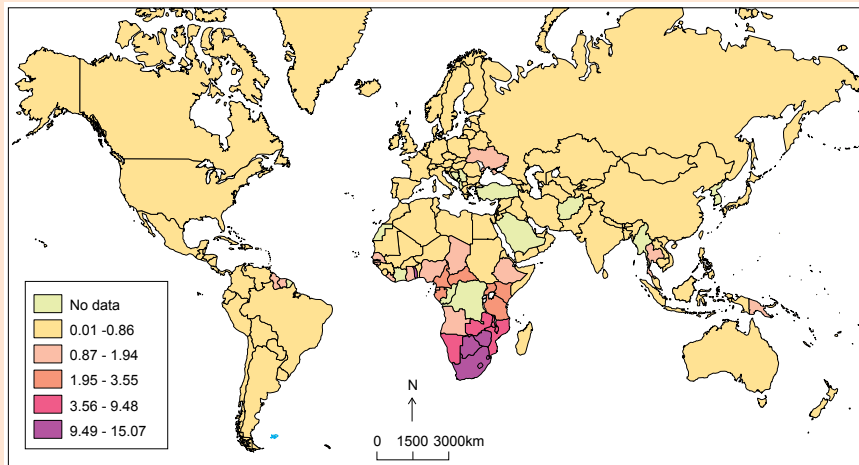 No data
0.01 -0.86
0.87 - 1.94
1.95 - 3.55
3.56 - 9.48
9.49 - 15.07
N
0 1500 3000km